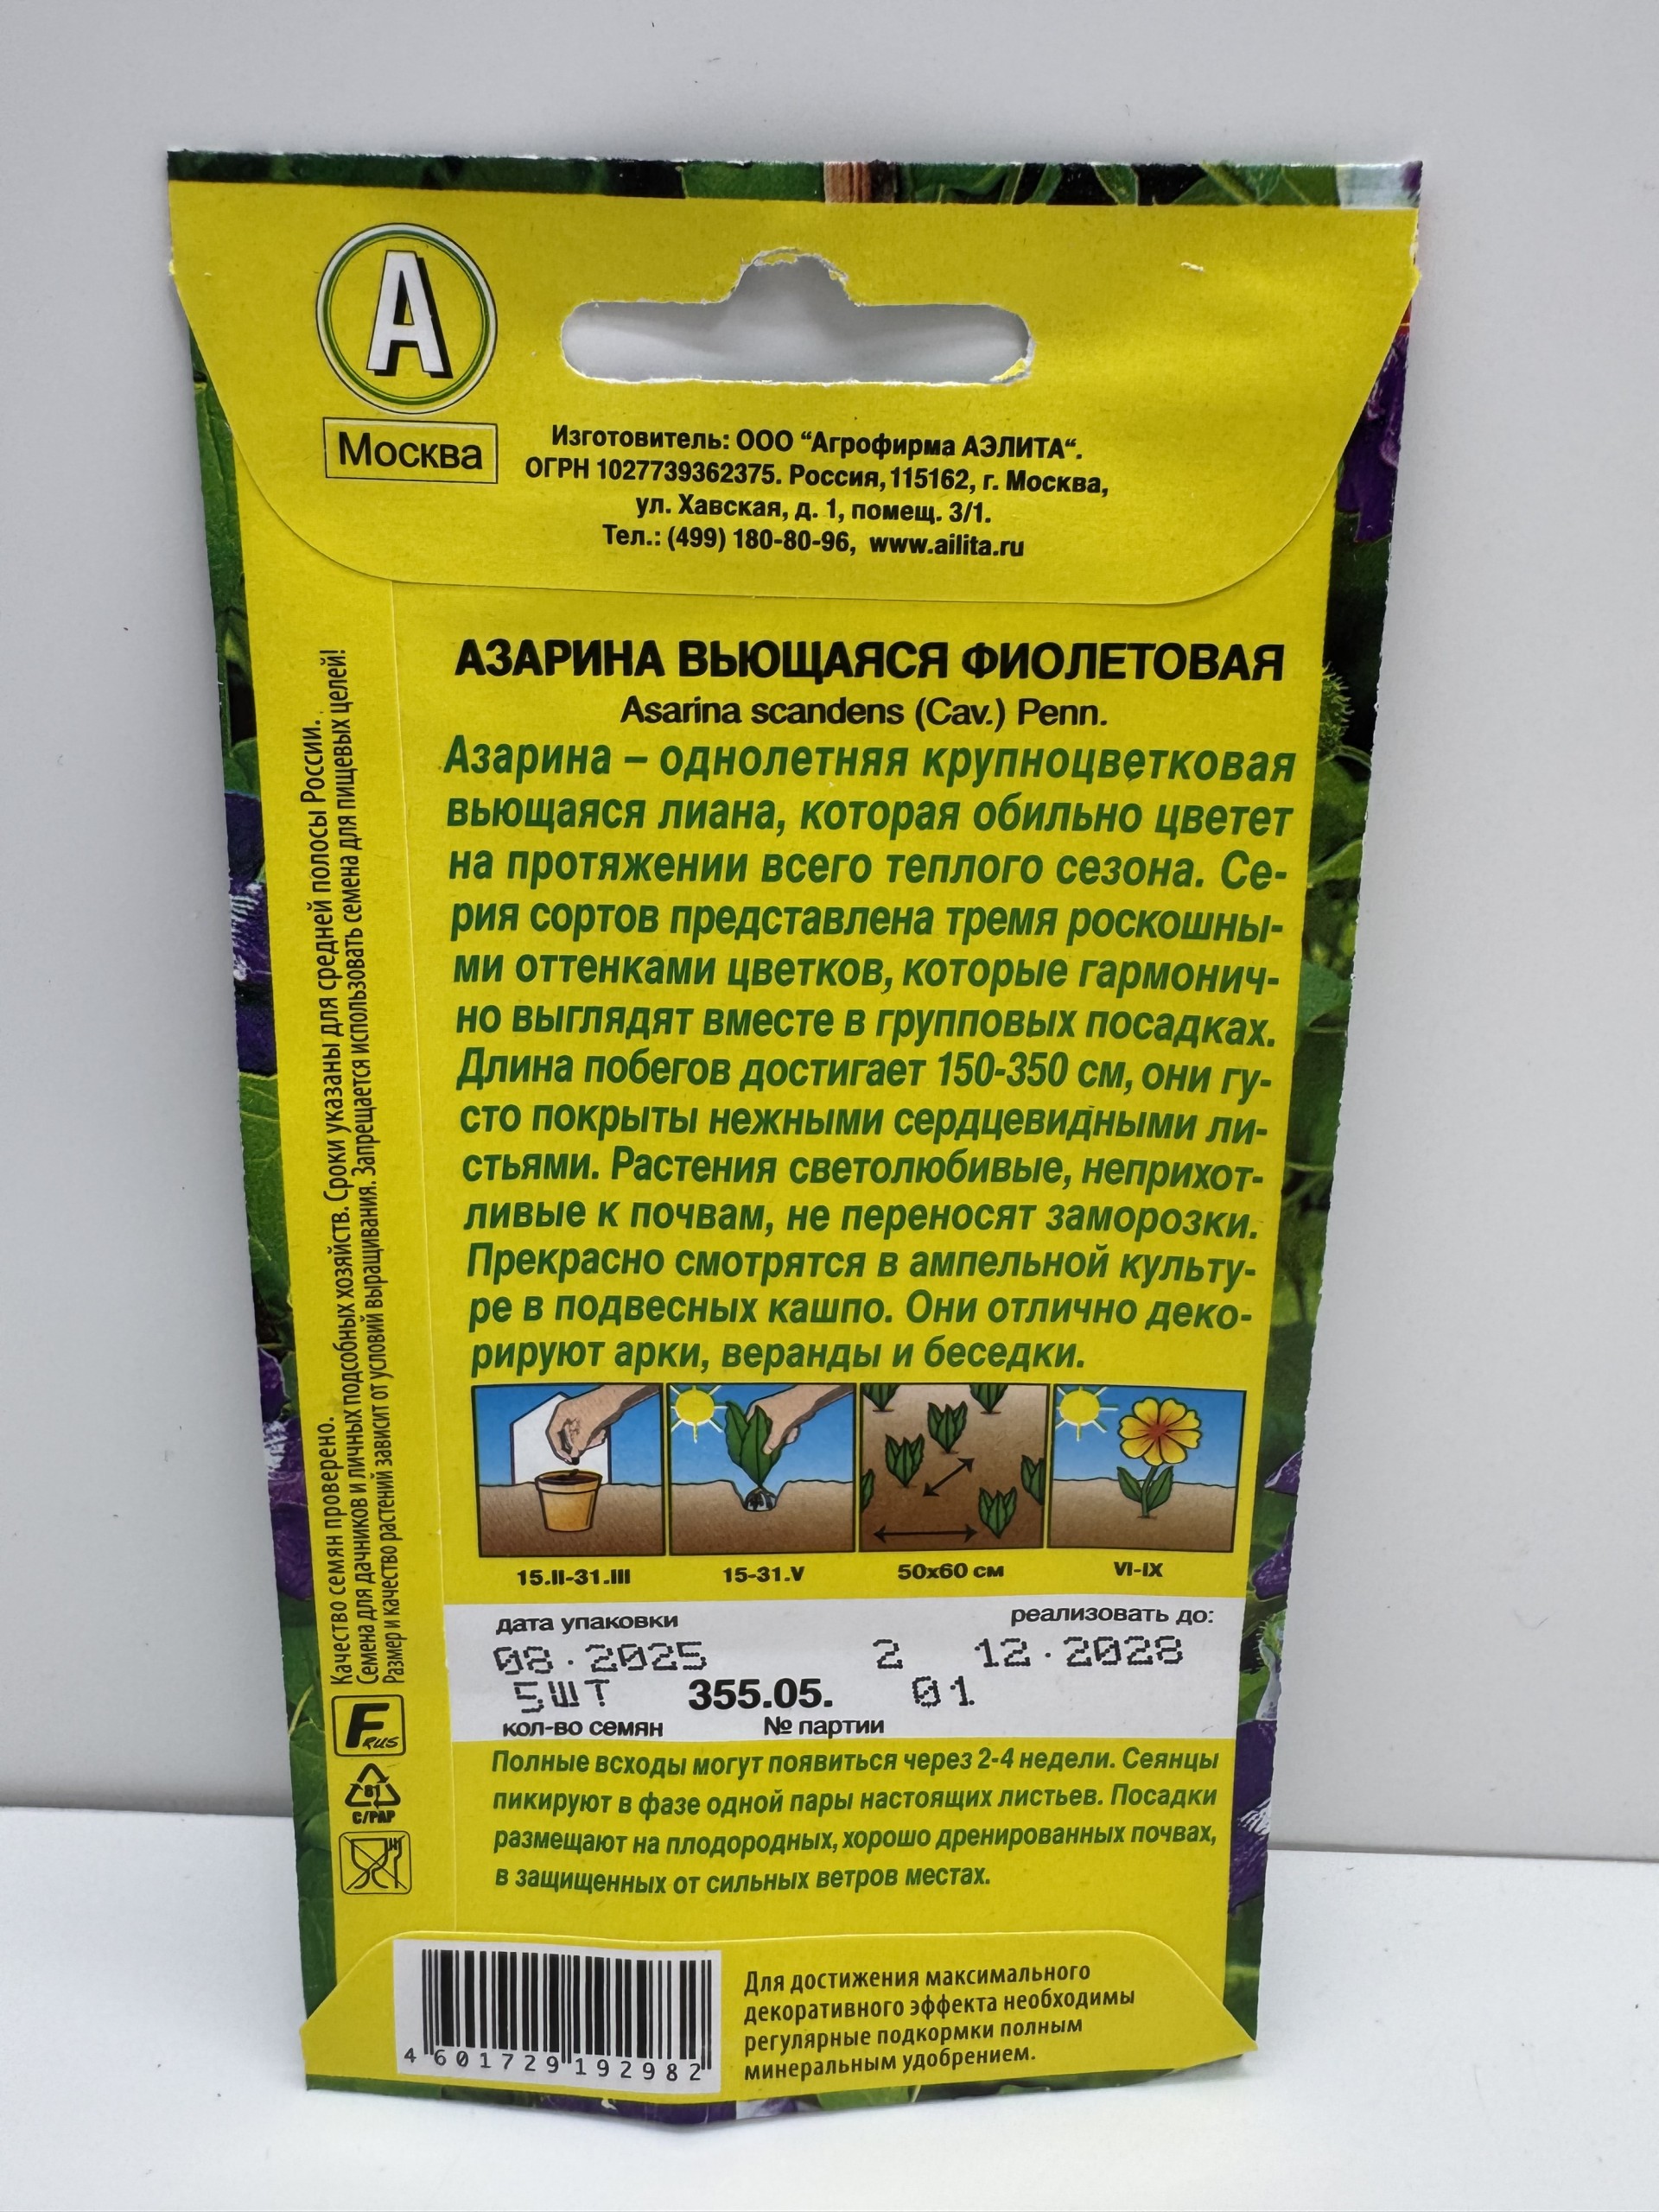 А
Москва
Изготовитель: ООО “Агрофирма АЭЛИТА“.
ОГРН 1027739362375. Россия, 115162, г. Москва,
ул. Хавская, д. 1, помещ. 3/1.
Тел.: (499) 180-80-96, www.ailita.ru
АЗАРИНА ВЬЮЩАЯСЯ ФИОЛЕТОВАЯ
Asarina scandens (Cav.) Penn.
Азарина – однолетняя крупноцветковая
вьющаяся лиана, которая обильно цветет
на протяжении всего теплого сезона. Се-
рия сортов представлена тремя роскошны-
ми оттенками цветков, которые гармонич-
но выглядят вместе в групповых посадках.
Длина побегов достигает 150-350 см, они гу-
сто покрыты нежными сердцевидными ли-
стьями. Растения светолюбивые, неприхот-
ливые к почвам, не переносят заморозки.
Прекрасно смотрятся в ампельной культу-
ре в подвесных кашпо. Они отлично деко-
рируют арки, веранды и беседки.
15.II-31.III 15-31.V 50х60 см VI-IX
дата упаковки реализовать до:
08.2025 2 12.2028
5ШТ 355.05. 01
кол-во семян № партии
Полные всходы могут появиться через 2-4 недели. Сеянцы
пикируют в фазе одной пары настоящих листьев. Посадки
размещают на плодородных, хорошо дренированных почвах,
в защищенных от сильных ветров местах.
Качество семян проверено.
Семена для дачников и личных подсобных хозяйств. Сроки указаны для средней полосы России.
Размер и качество растений зависит от условий выращивания. Запрещается использовать семена для пищевых целей!
F RUS
81
C/PAP
4 601729 192982
Для достижения максимального
декоративного эффекта необходимы
регулярные подкормки полным
минеральным удобрением.